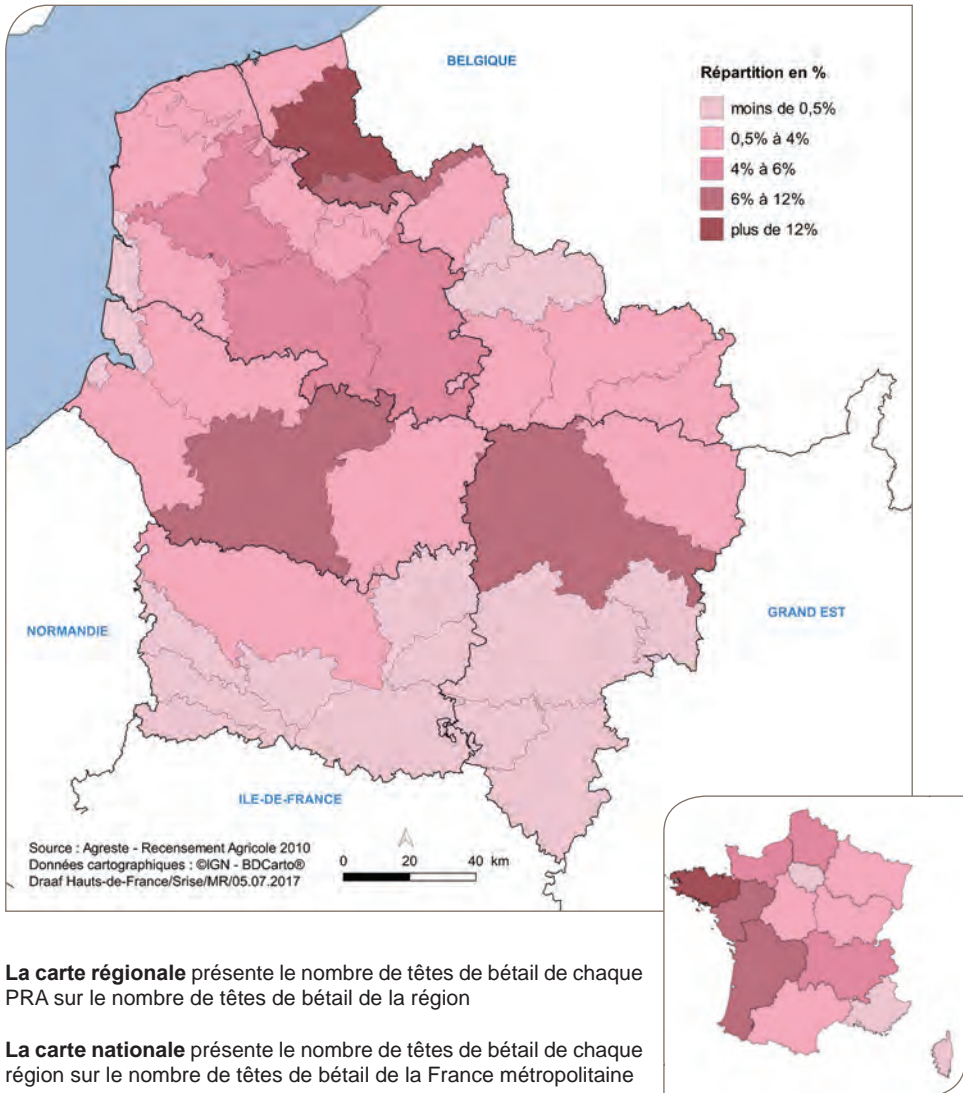 BELGIQUE
Répartition en %
moins de 0,5%
0,5% à 4%
4% à 6%
6% à 12%
plus de 12%
NORMANDIE
GRAND EST
ILE-DE-FRANCE
Source : Agreste - Recensement Agricole 2010
Données cartographiques : ©IGN - BDCarto®
Draaf Hauts-de-France/Srise/MR/05.07.2017
0 20 40 km
La carte régionale présente le nombre de têtes de bétail de chaque
PRA sur le nombre de têtes de bétail de la région
La carte nationale présente le nombre de têtes de bétail de chaque
région sur le nombre de têtes de bétail de la France métropolitaine